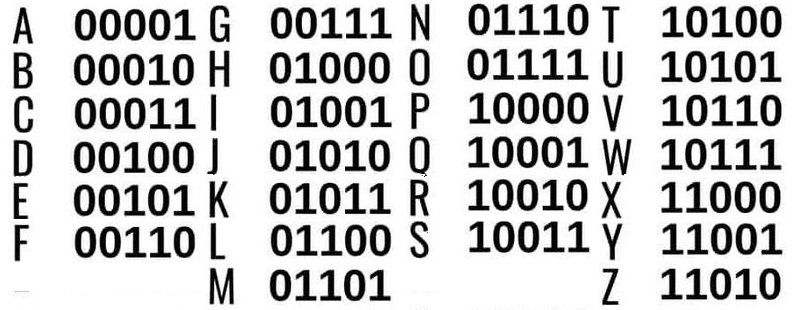 A 00001 G 00111 N 01110 T 10100
B 00010 H 01000 O 01111 U 10101
C 00011 I 01001 P 10000 V 10110
D 00100 J 01010 Q 10001 W 10111
E 00101 K 01011 R 10010 X 11000
F 00110 L 01100 S 10011 Y 11001
M 01101 Z 11010